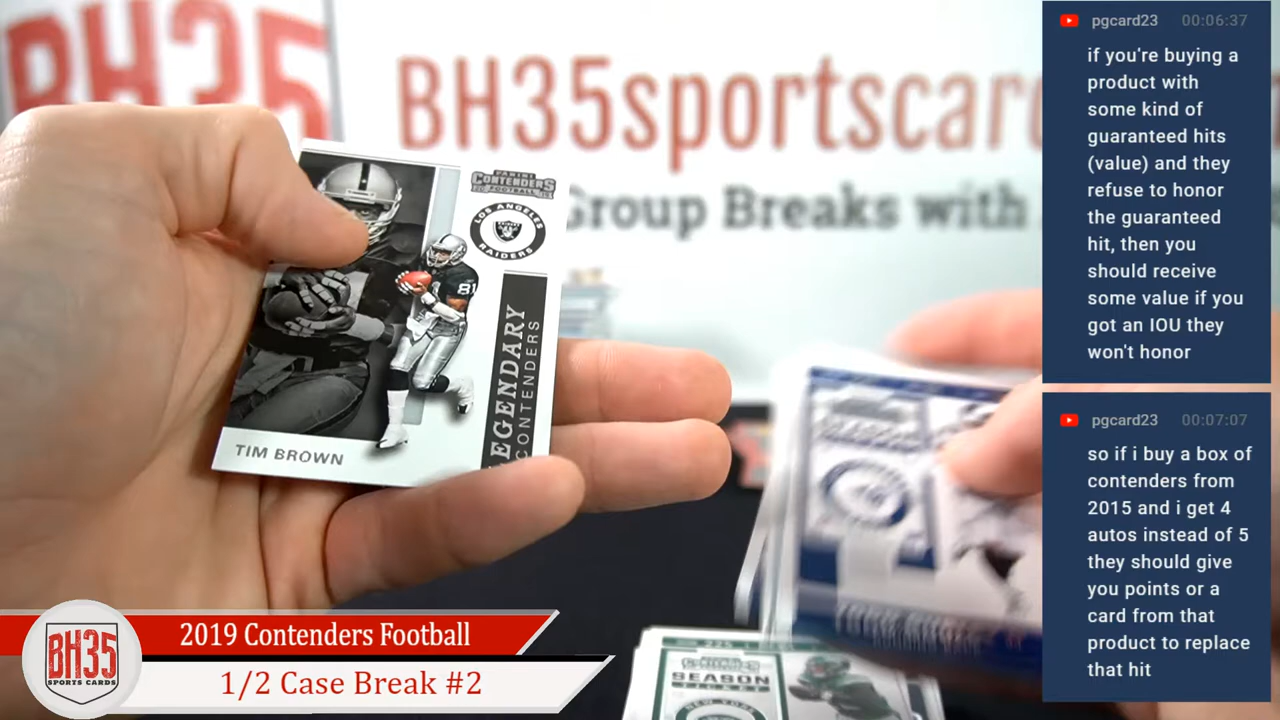 BH35
BH35sportscar
Group Breaks with
PANINI
CONTENDERS
FOOTBALL
LOS ANGELES
RAIDERS
81
LEGENDARY
CONTENDERS
TIM BROWN
SEASON
BH35
SPORTS CARDS
2019 Contenders Football
1/2 Case Break #2
pgcard23 00:06:37
if you're buying a
product with
some kind of
guaranteed hits
(value) and they
refuse to honor
the guaranteed
hit, then you
should receive
some value if you
got an IOU they
won't honor
pgcard23 00:07:07
so if i buy a box of
contenders from
2015 and i get 4
autos instead of 5
they should give
you points or a
card from that
product to replace
that hit